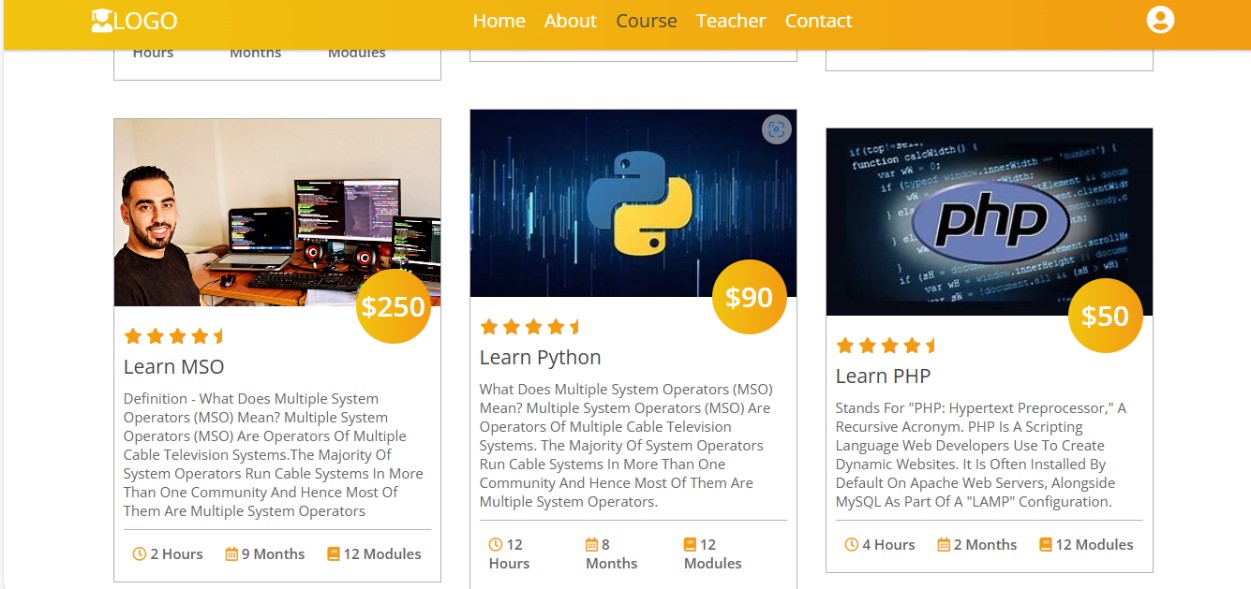 LOGO Home About Course Teacher Contact
Hours Months Modules
$250
Learn MSO
Definition - What Does Multiple System
Operators (MSO) Mean? Multiple System
Operators (MSO) Are Operators Of Multiple
Cable Television Systems.The Majority Of
System Operators Run Cable Systems In More
Than One Community And Hence Most Of
Them Are Multiple System Operators
2 Hours 9 Months 12 Modules
$90
Learn Python
What Does Multiple System Operators (MSO)
Mean? Multiple System Operators (MSO) Are
Operators Of Multiple Cable Television
Systems. The Majority Of System Operators
Run Cable Systems In More Than One
Community And Hence Most Of Them Are
Multiple System Operators.
12 8 12
Hours Months Modules
function calcWidth() {
var wW = 0;
php
$50
Learn PHP
Stands For "PHP: Hypertext Preprocessor," A
Recursive Acronym. PHP Is A Scripting
Language Web Developers Use To Create
Dynamic Websites. It Is Often Installed By
Default On Apache Web Servers, Alongside
MySQL As Part Of A "LAMP" Configuration.
4 Hours 2 Months 12 Modules